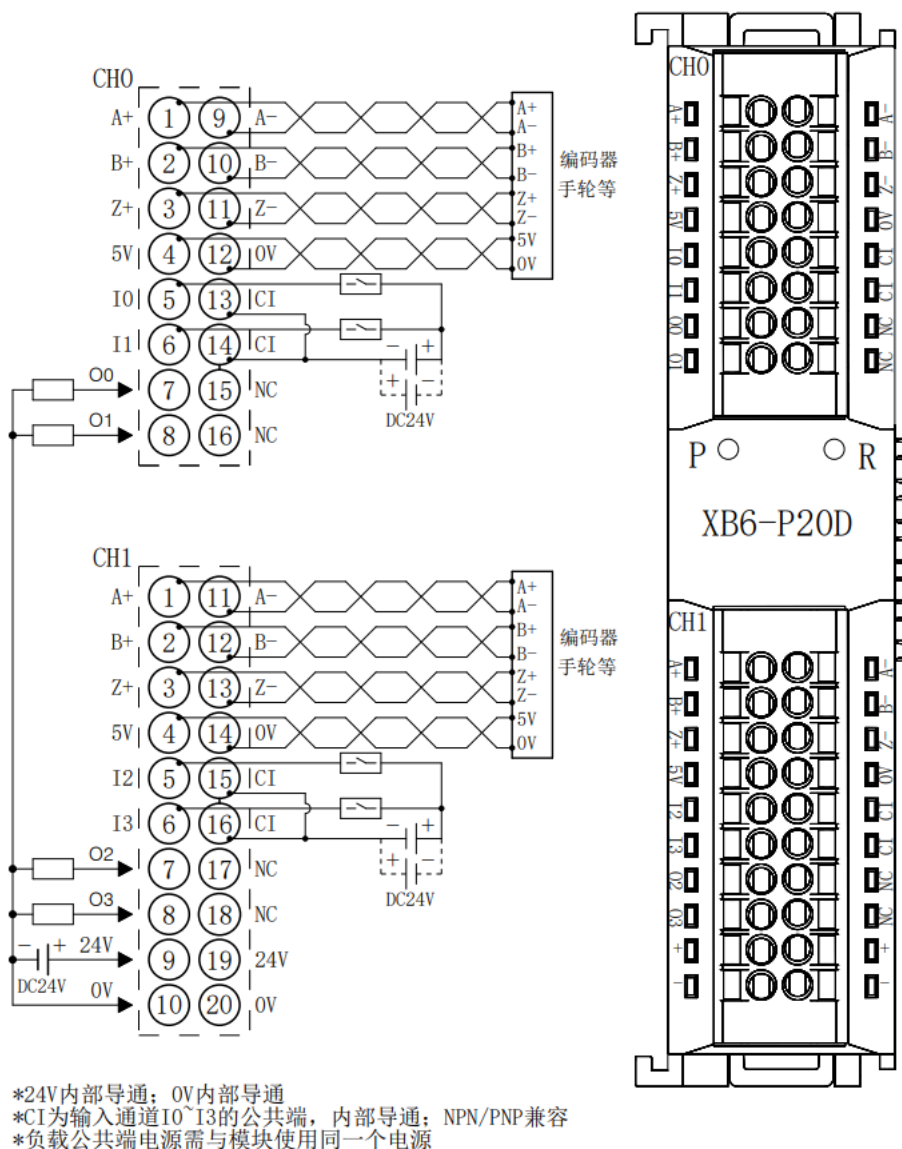 CH0
A+ 1 9 A- A+
A-
B+ 2 10 B- B+
B-
编码器
手轮等
Z+ 3 11 Z- Z+
Z-
5V 4 12 0V 5V
0V
I0 5 13 CI
I1 6 14 CI
- +
+ -
DC24V
O0 7 15 NC
O1 8 16 NC
CH1
A+ 1 11 A- A+
A-
B+ 2 12 B- B+
B-
编码器
手轮等
Z+ 3 13 Z- Z+
Z-
5V 4 14 0V 5V
0V
I2 5 15 CI
I3 6 16 CI
- +
+ -
DC24V
O2 7 17 NC
O3 8 18 NC
- + 24V 9 19 24V
DC24V
0V 10 20 0V
*24V内部导通；0V内部导通
*CI为输入通道I0~I3的公共端，内部导通；NPN/PNP兼容
*负载公共端电源需与模块使用同一个电源
CH0
A+ A-
B+ B-
Z+ Z-
5V 0V
I0 CI
I1 CI
O0 NC
O1 NC
P R
XB6-P20D
CH1
A+ A-
B+ B-
Z+ Z-
5V 0V
I2 CI
I3 CI
O2 NC
O3 NC
+ +
- -